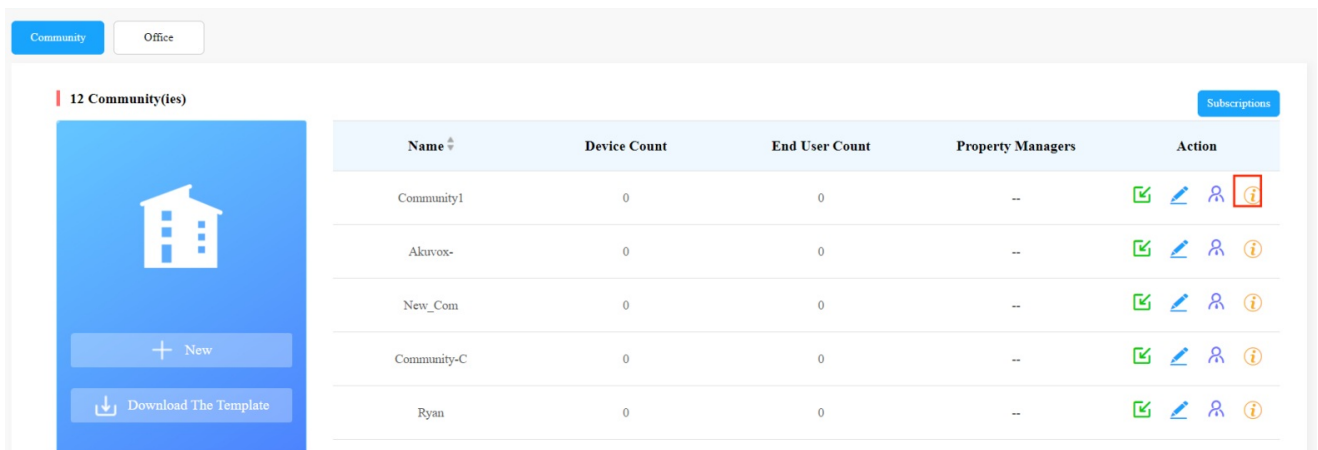 Community Office
12 Community(ies)
Subscriptions
Name Device Count End User Count Property Managers Action
Community1 0 0 --
Akuvox- 0 0 --
New_Com 0 0 --
+ New
Community-C 0 0 --
Download The Template
Ryan 0 0 --